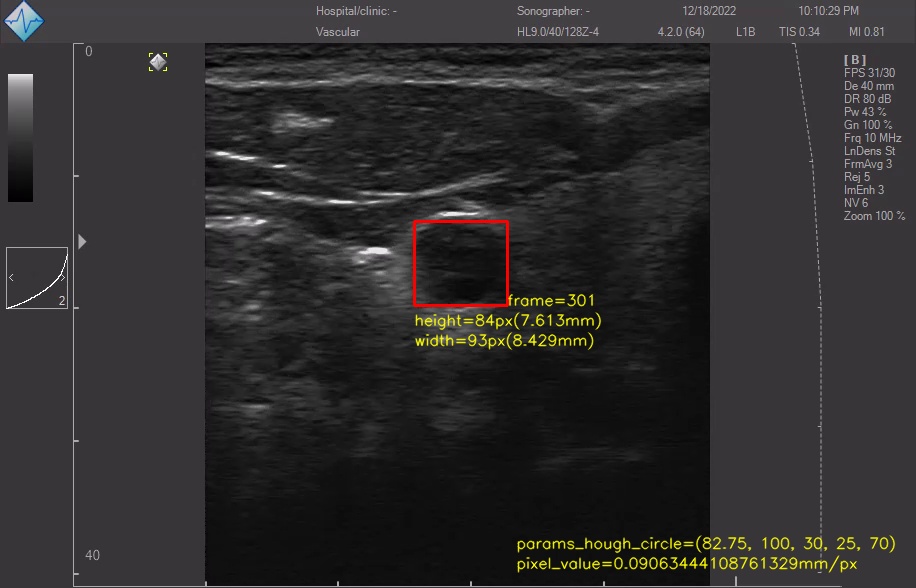 Hospital/clinic: - Sonographer: - 12/18/2022 10:10:29 PM
Vascular HL9.0/40/128Z-4 4.2.0 (64) L1B TIS 0.34 MI 0.81
0
[ B ]
FPS 31/30
De 40 mm
DR 80 dB
Pw 43 %
Gn 100 %
Frq 10 MHz
LnDens St
FrmAvg 3
Rej 5
ImEnh 3
NV 6
Zoom 100 %
2
frame=301
height=84px(7.613mm)
width=93px(8.429mm)
40
params_hough_circle=(82.75, 100, 30, 25, 70)
pixel_value=0.09063444108761329mm/px